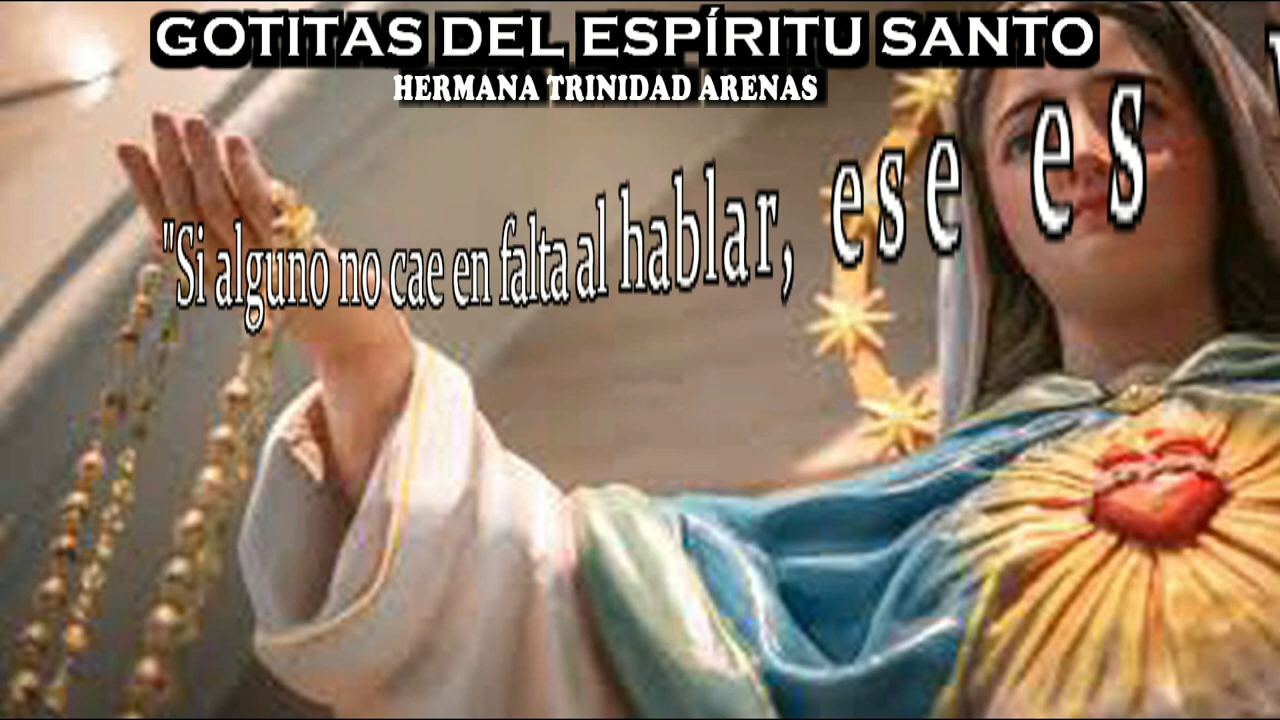 GOTITAS DEL ESPÍRITU SANTO
HERMANA TRINIDAD ARENAS
"Si alguno no cae en falta al hablar, ese es